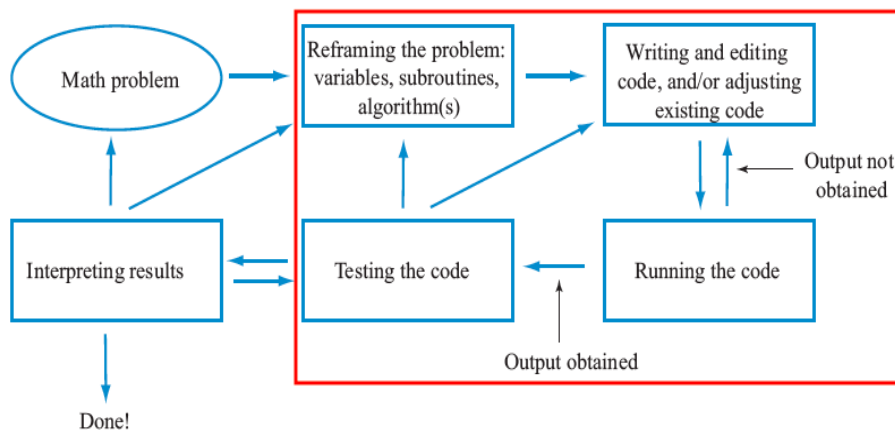 Math problem
Reframing the problem:
variables, subroutines,
algorithm(s)
Writing and editing
code, and/or adjusting
existing code
Output not
obtained
Interpreting results
Testing the code
Running the code
Output obtained
Done!